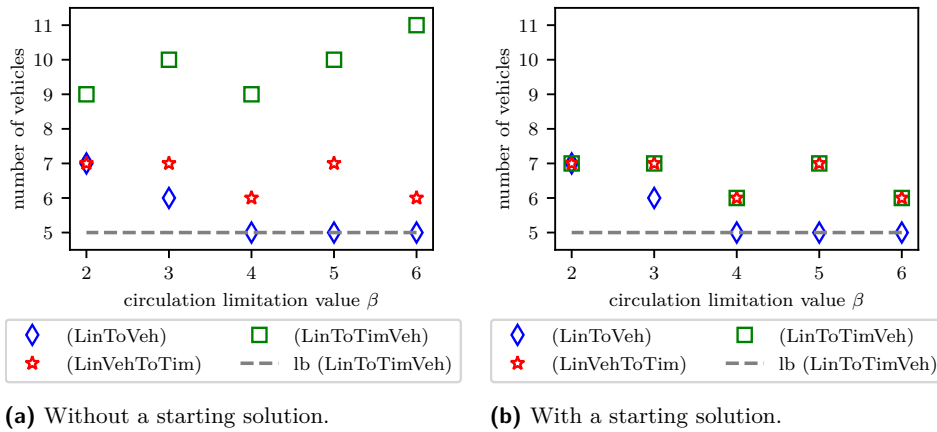 11
10
9
8
7
6
5
number of vehicles
2 3 4 5 6
circulation limitation value β
(LinToVeh) (LinToTimVeh)
(LinVehToTim) lb (LinToTimVeh)
(a) Without a starting solution.
11
10
9
8
7
6
5
number of vehicles
2 3 4 5 6
circulation limitation value β
(LinToVeh) (LinToTimVeh)
(LinVehToTim) lb (LinToTimVeh)
(b) With a starting solution.